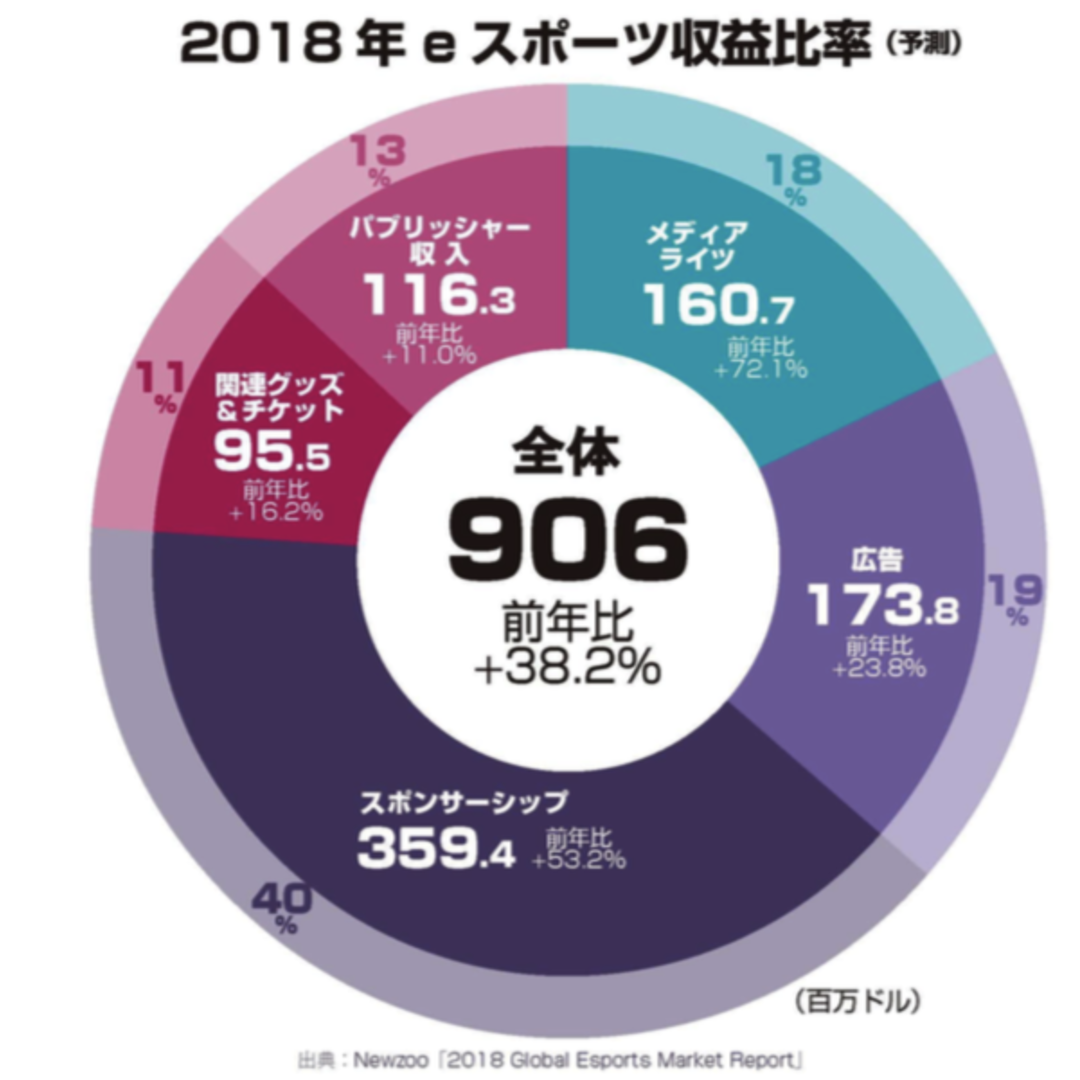 2018年 e スポーツ収益比率（予測）
13
%
パブリッシャー
収入
116.3
前年比
+11.0%
18
%
メディア
ライツ
160.7
前年比
+72.1%
11
%
関連グッズ
＆チケット
95.5
前年比
+16.2%
全体
906
前年比
+38.2%
広告
173.8
前年比
+23.8%
19
%
スポンサーシップ
359.4
前年比
+53.2%
40
%
（百万ドル）
出典：Newzoo「2018 Global Esports Market Report」